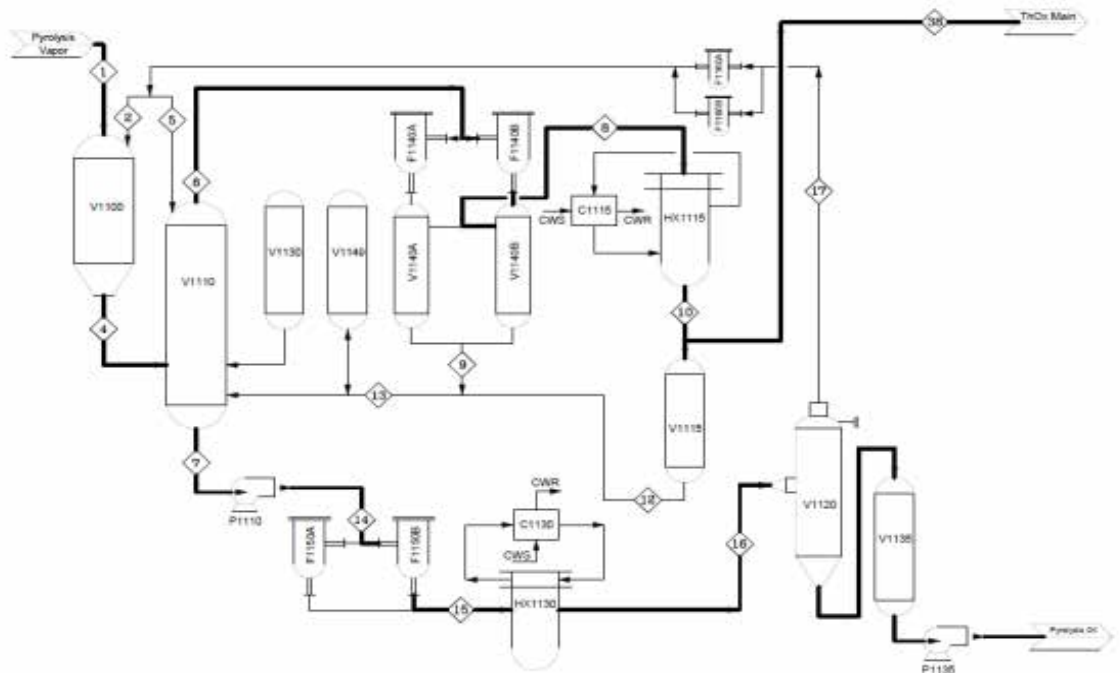 38
ThOx Main
Pyrolysis
Vapor
1
F1160A
2
5
F1160B
F1140A
F1140B
8
6
17
V1100
C1115
HX1115
CWS
CWR
V1130
V1140
V1140A
V1140B
V1110
10
4
9
13
V1115
7
12
V1120
CWR
P1110
14
F1150A
F1150B
C1130
16
V1135
CWS
HX1130
15
Pyrolysis Oil
P1135